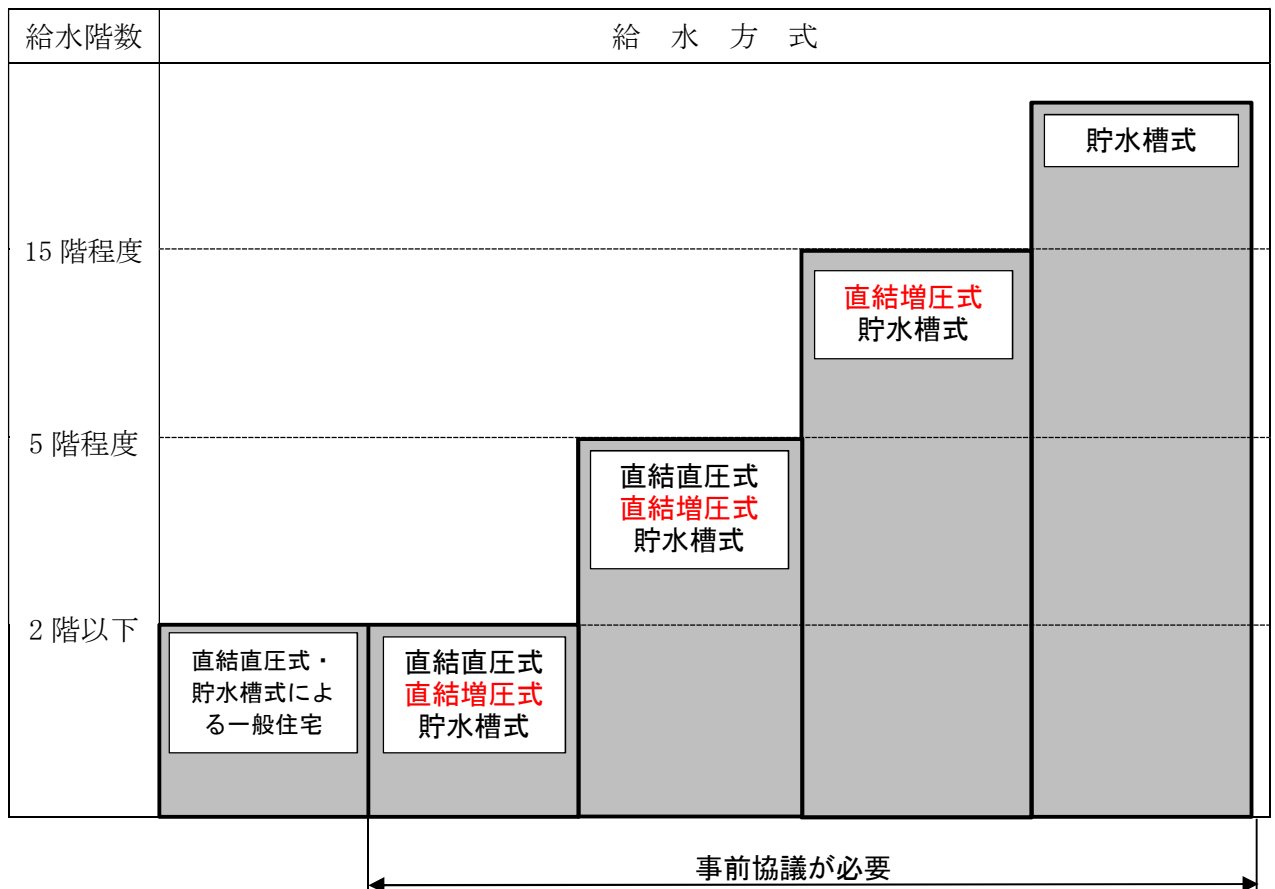 給水階数
給水方式
貯水槽式
15階程度
直結増圧式
貯水槽式
5階程度
直結直圧式
直結増圧式
貯水槽式
2階以下
直結直圧式・
貯水槽式によ
る一般住宅
直結直圧式
直結増圧式
貯水槽式
事前協議が必要